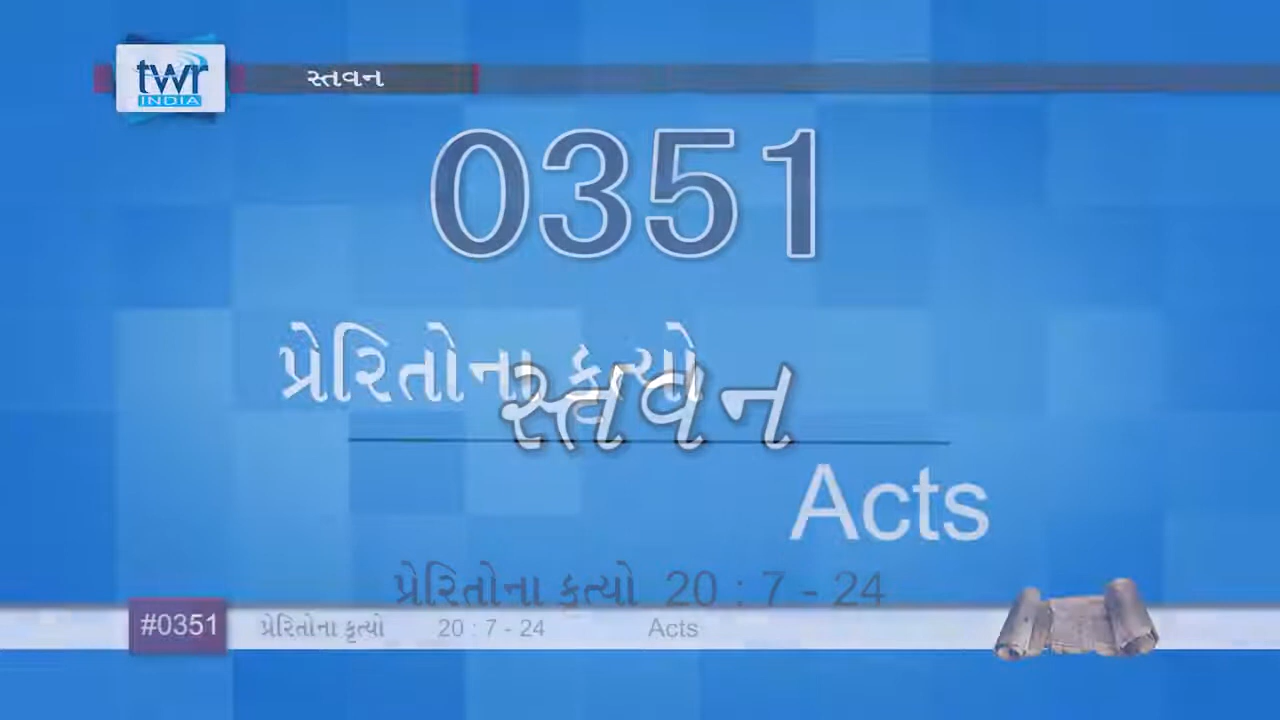 twr
INDIA
સ્તવન
0351
પ્રેરિતોના કૃત્યો
સ્તવન
Acts
પ્રેરિતોના કૃત્યો 20 : 7 - 24
#0351 પ્રેરિતોના કૃત્યો 20 : 7 - 24 Acts